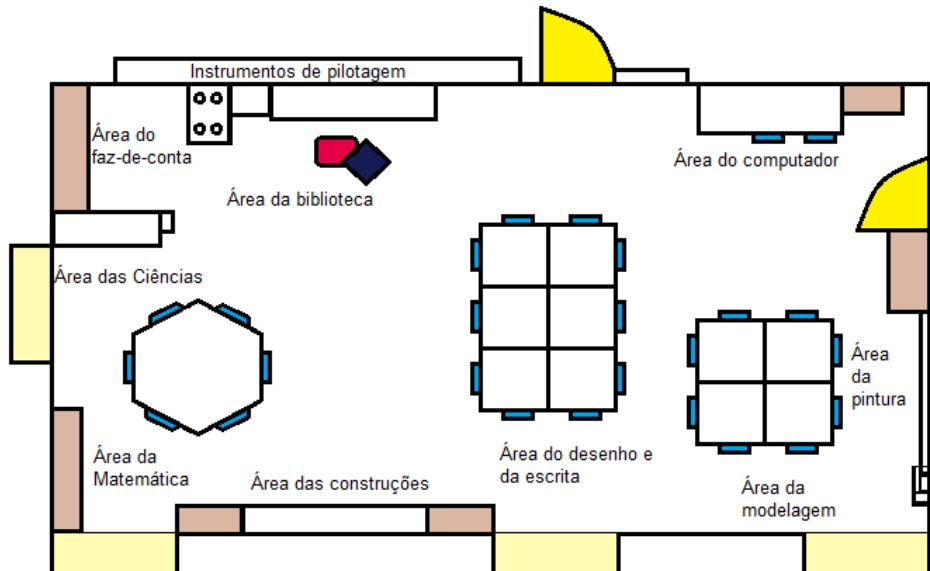 Instrumentos de pilotagem
Área do
faz-de-conta
Área da biblioteca
Área do computador
Área das Ciências
Área
da
pintura
Área da
Matemática
Área das construções
Área do desenho e
da escrita
Área da
modelagem